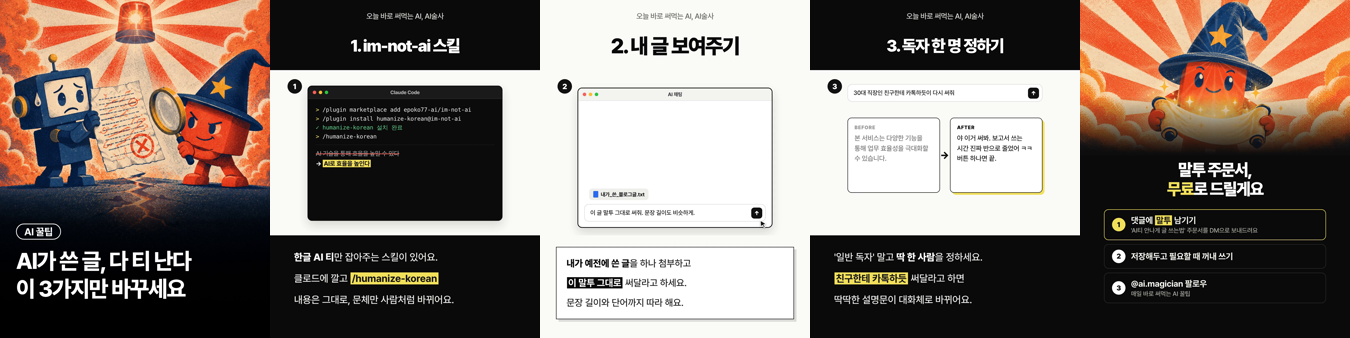 AI 꿀팁
AI가 쓴 글, 다 티 난다
이 3가지만 바꾸세요
오늘 바로 써먹는 AI, AI술사
1. im-not-ai 스킬
1
Claude Code
> /plugin marketplace add epoko77-ai/im-not-ai
> /plugin install humanize-korean@im-not-ai
✓ humanize-korean 설치 완료
> /humanize-korean
AI 기술을 통해 효율을 높일 수 있다
→ AI로 효율을 높인다
한글 AI 티만 잡아주는 스킬이 있어요.
클로드에 깔고 /humanize-korean
내용은 그대로, 문체만 사람처럼 바뀌어요.
오늘 바로 써먹는 AI, AI술사
2. 내 글 보여주기
2
AI 채팅
내가_쓴_블로그글.txt
이 글 말투 그대로 써줘. 문장 길이도 비슷하게.
내가 예전에 쓴 글을 하나 첨부하고
이 말투 그대로 써달라고 하세요.
문장 길이와 단어까지 따라 해요.
오늘 바로 써먹는 AI, AI술사
3. 독자 한 명 정하기
3
30대 직장인 친구한테 카톡하듯이 다시 써줘
BEFORE
본 서비스는 다양한 기능을
통해 업무 효율성을 극대화할
수 있습니다.
→
AFTER
야 이거 써봐. 보고서 쓰는
시간 진짜 반으로 줄었어 ㅋㅋ
버튼 하나면 끝.
'일반 독자' 말고 딱 한 사람을 정하세요.
친구한테 카톡하듯 써달라고 하면
딱딱한 설명문이 대화체로 바뀌어요.
말투 주문서,
무료로 드릴게요
1 댓글에 말투 남기기
'AI티 안나게 글 쓰는법' 주문서를 DM으로 보내드려요
2 저장해두고 필요할 때 꺼내 쓰기
3 @ai.magician 팔로우
매일 바로 써먹는 AI 꿀팁